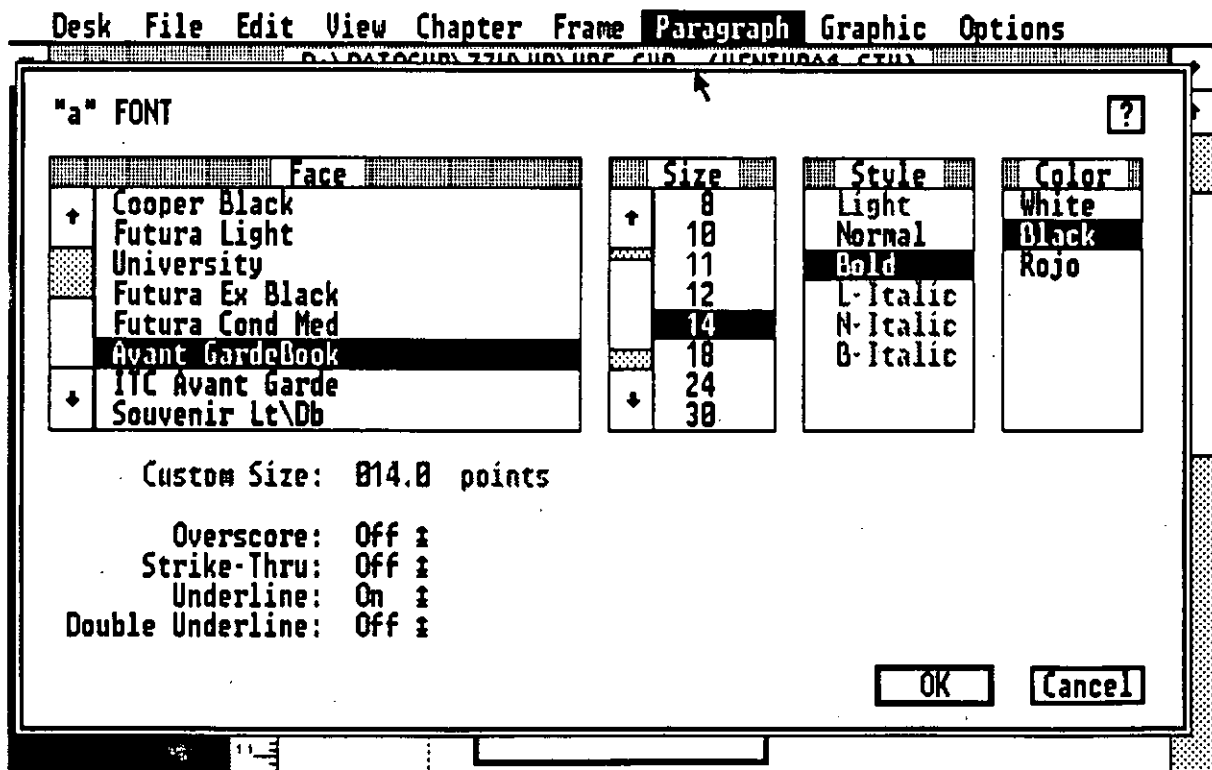 Desk File Edit View Chapter Frame Paragraph Graphic Options
"a" FONT ?
Face
Cooper Black
Futura Light
University
Futura Ex Black
Futura Cond Med
Avant GardeBook
ITC Avant Garde
Souvenir Lt\Db
Size
8
10
11
12
14
18
24
30
Style
Light
Normal
Bold
L-Italic
N-Italic
B-Italic
Color
White
Black
Rojo
Custom Size: 014.0 points
Overscore: Off
Strike-Thru: Off
Underline: On
Double Underline: Off
OK Cancel